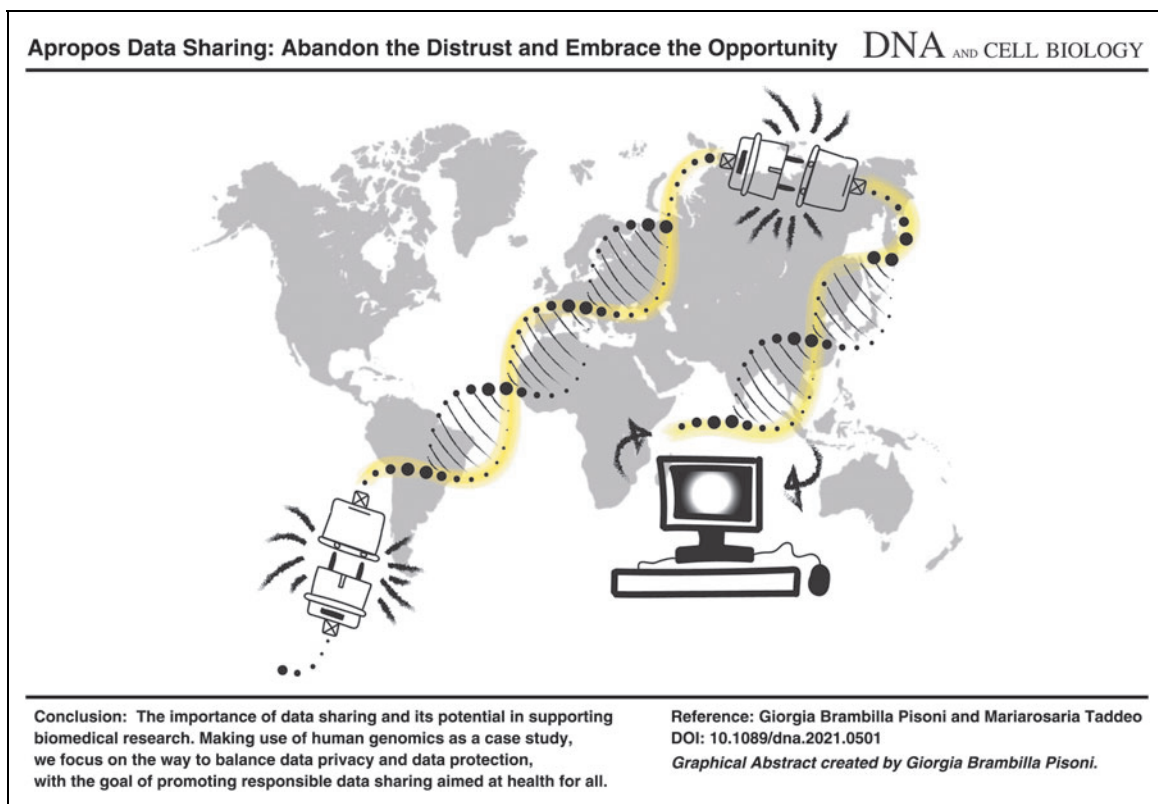 Apropos Data Sharing: Abandon the Distrust and Embrace the Opportunity DNA AND CELL BIOLOGY
Conclusion: The importance of data sharing and its potential in supporting
biomedical research. Making use of human genomics as a case study,
we focus on the way to balance data privacy and data protection,
with the goal of promoting responsible data sharing aimed at health for all.
Reference: Giorgia Brambilla Pisoni and Mariarosaria Taddeo
DOI: 10.1089/dna.2021.0501
Graphical Abstract created by Giorgia Brambilla Pisoni.